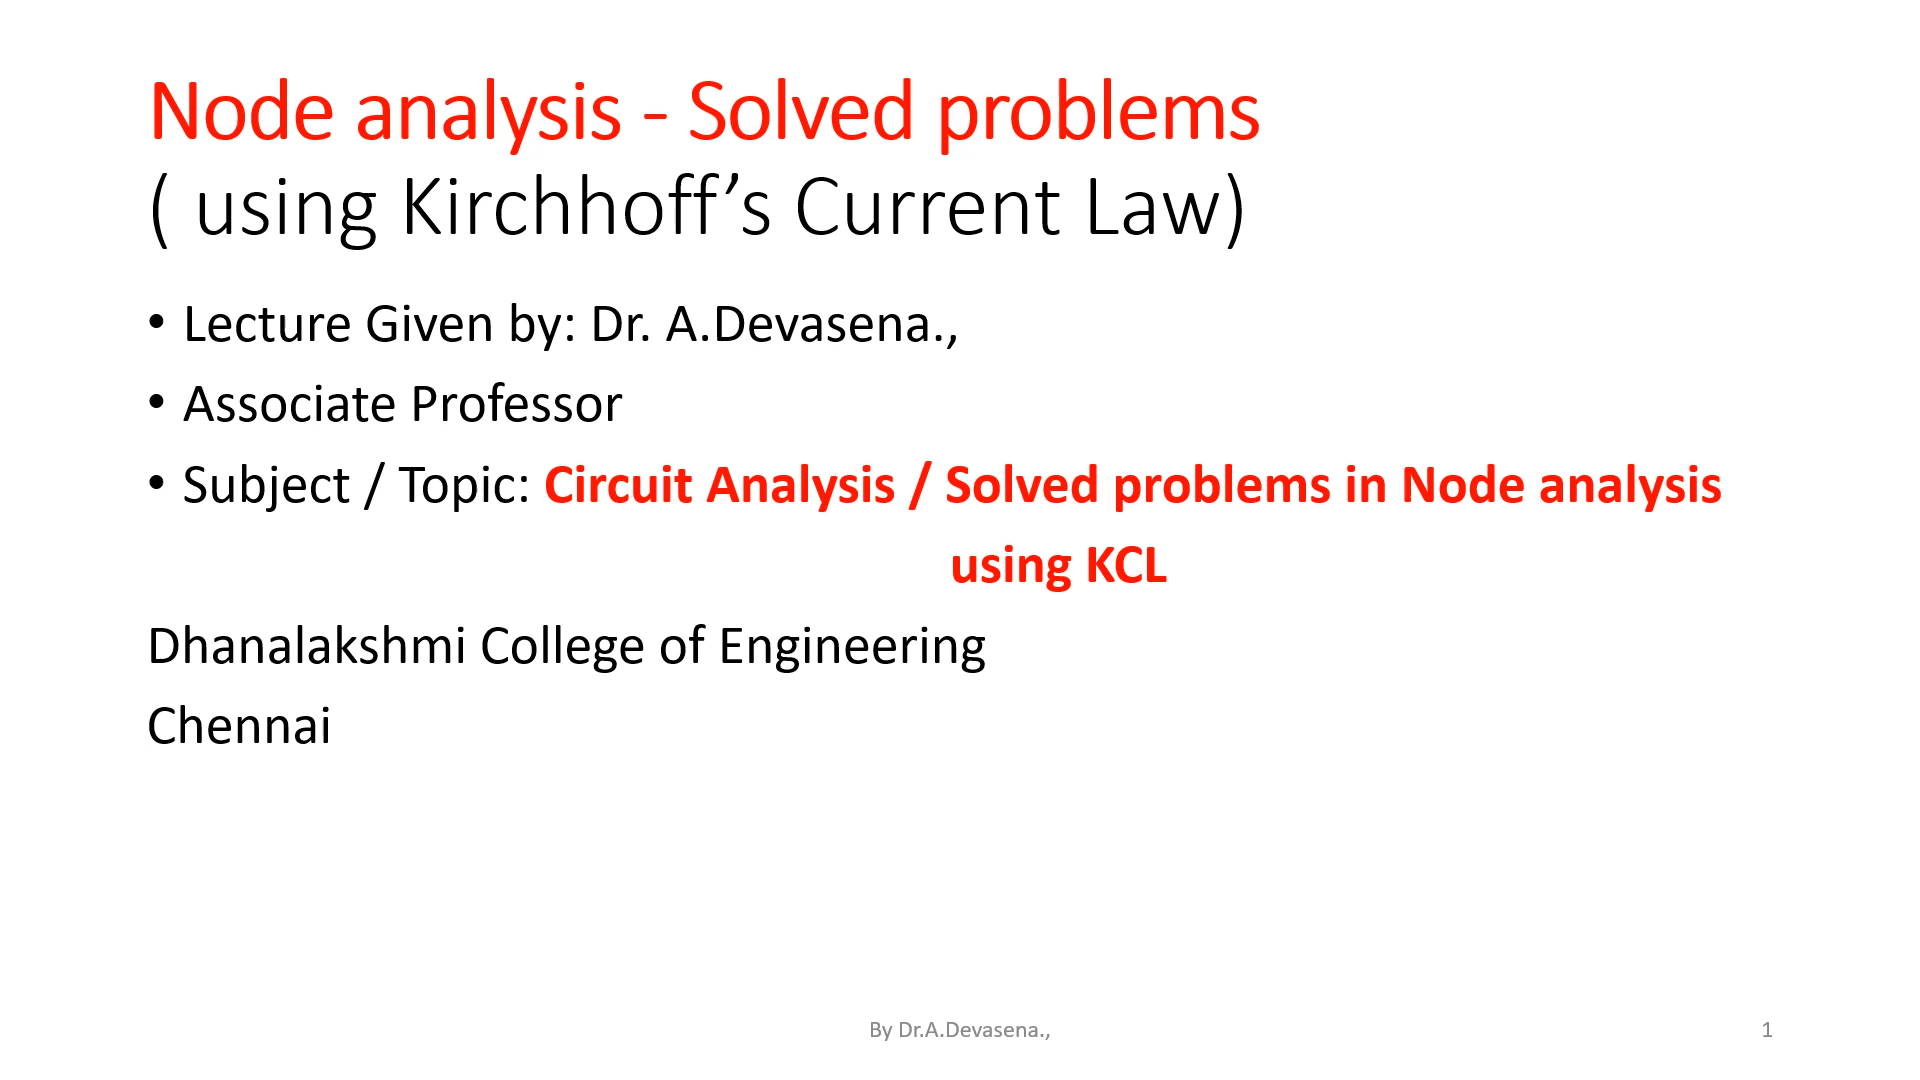 Node analysis - Solved problems
( using Kirchhoff’s Current Law)
• Lecture Given by: Dr. A.Devasena.,
• Associate Professor
• Subject / Topic: Circuit Analysis / Solved problems in Node analysis
using KCL
Dhanalakshmi College of Engineering
Chennai
By Dr.A.Devasena.,
1